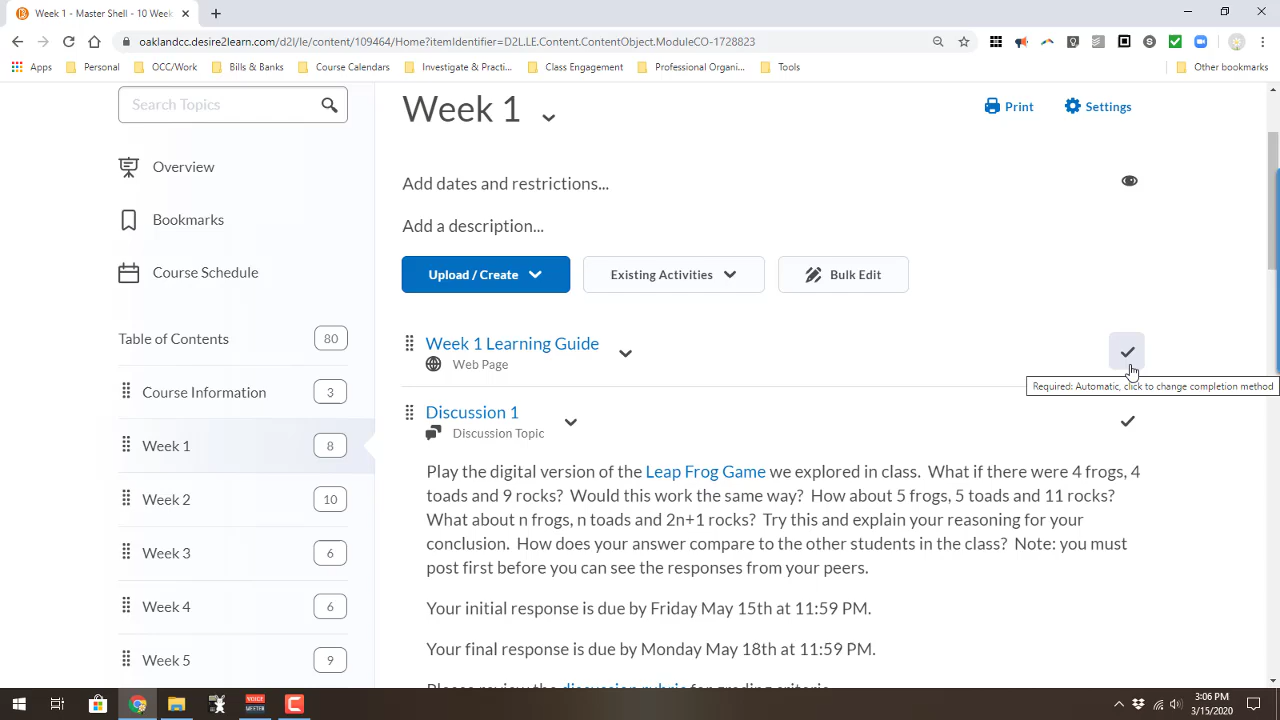 Week 1 - Master Shell - 10 Week
oaklandcc.desire2learn.com/d2l/le/content/109464/Home?itemIdentifier=D2L.LE.Content.ContentObject.ModuleCO-1728823
Apps
Personal
OCC/Work
Bills & Banks
Course Calendars
Investigate & Practi...
Class Engagement
Professional Organi...
Tools
Other bookmarks
Search Topics
Overview
Bookmarks
Course Schedule
Table of Contents 80
Course Information 3
Week 1 8
Week 2 10
Week 3 6
Week 4 6
Week 5 9
Week 1
Print
Settings
Add dates and restrictions...
Add a description...
Upload / Create
Existing Activities
Bulk Edit
Week 1 Learning Guide
Web Page
Required: Automatic, click to change completion method
Discussion 1
Discussion Topic
Play the digital version of the Leap Frog Game we explored in class. What if there were 4 frogs, 4
toads and 9 rocks? Would this work the same way? How about 5 frogs, 5 toads and 11 rocks?
What about n frogs, n toads and 2n+1 rocks? Try this and explain your reasoning for your
conclusion. How does your answer compare to the other students in the class? Note: you must
post first before you can see the responses from your peers.
Your initial response is due by Friday May 15th at 11:59 PM.
Your final response is due by Monday May 18th at 11:59 PM.
Please review the discussion rubric for grading criteria.
VOICE
MEETER
3:06 PM
3/15/2020